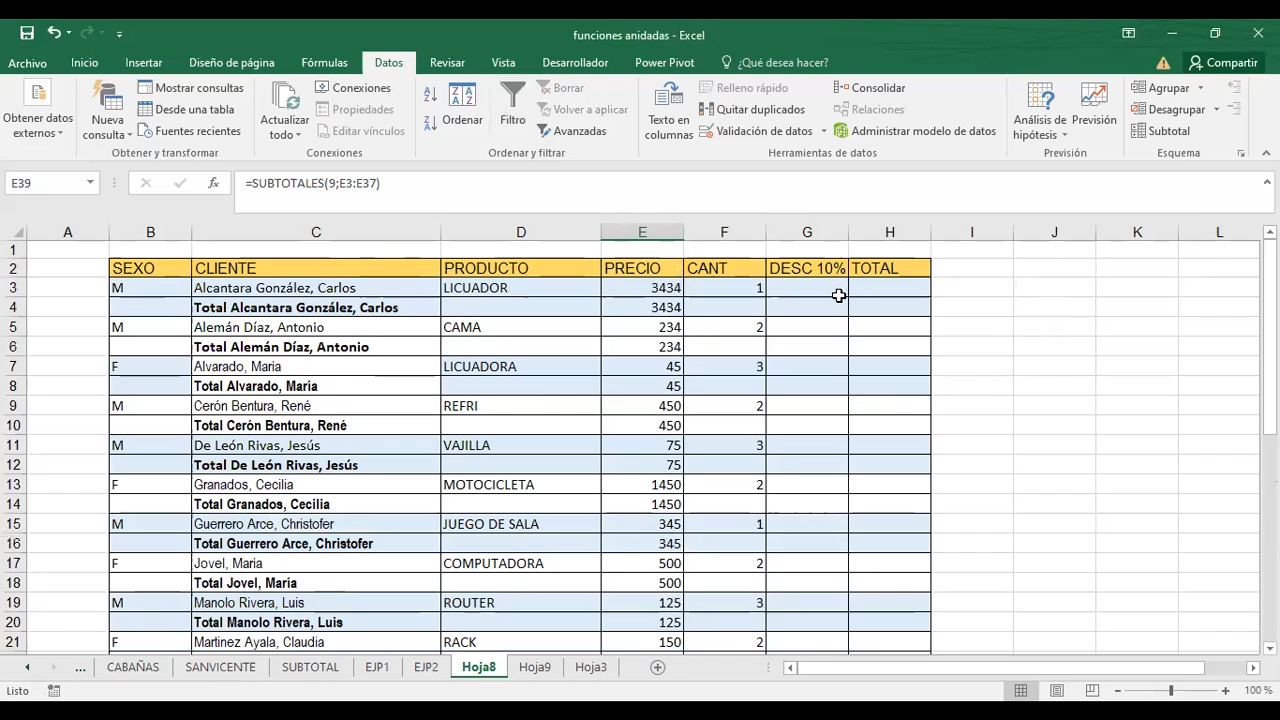 funciones anidadas - Excel
Archivo Inicio Insertar Diseño de página Fórmulas Datos Revisar Vista Desarrollador Power Pivot ¿Qué desea hacer? Compartir
Obtener datos externos
Nueva consulta
Mostrar consultas
Desde una tabla
Fuentes recientes
Obtener y transformar
Actualizar todo
Conexiones
Propiedades
Editar vínculos
Conexiones
Ordenar
Filtro
Borrar
Volver a aplicar
Avanzadas
Ordenar y filtrar
Texto en columnas
Relleno rápido
Quitar duplicados
Validación de datos
Consolidar
Relaciones
Administrar modelo de datos
Herramientas de datos
Análisis de hipótesis
Previsión
Previsión
Agrupar
Desagrupar
Subtotal
Esquema
E39 fx =SUBTOTALES(9;E3:E37)
A B C D E F G H I J K L
1
2 SEXO CLIENTE PRODUCTO PRECIO CANT DESC 10% TOTAL
3 M Alcantara González, Carlos LICUADOR 3434 1
4 Total Alcantara González, Carlos 3434
5 M Alemán Díaz, Antonio CAMA 234 2
6 Total Alemán Díaz, Antonio 234
7 F Alvarado, María LICUADORA 45 3
8 Total Alvarado, María 45
9 M Cerón Bentura, René REFRI 450 2
10 Total Cerón Bentura, René 450
11 M De León Rivas, Jesús VAJILLA 75 3
12 Total De León Rivas, Jesús 75
13 F Granados, Cecilia MOTOCICLETA 1450 2
14 Total Granados, Cecilia 1450
15 M Guerrero Arce, Christofer JUEGO DE SALA 345 1
16 Total Guerrero Arce, Christofer 345
17 F Jovel, Maria COMPUTADORA 500 2
18 Total Jovel, Maria 500
19 M Manolo Rivera, Luis ROUTER 125 3
20 Total Manolo Rivera, Luis 125
21 F Martinez Ayala, Claudia RACK 150 2
... CABAÑAS SANVICENTE SUBTOTAL EJP1 EJP2 Hoja8 Hoja9 Hoja3
Listo 100 %